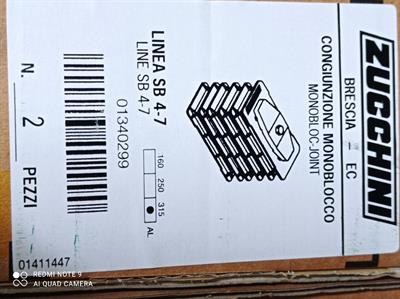 ZUCCHINI
BRESCIA - EC
CONGIUNZIONE MONOBLOCCO
MONOBLOC-JOINT
LINEA SB 4-7
LINE SB 4-7
01340299
160 250 315 AL
N. 2 PEZZI
01411447
REDMI NOTE 9
AI QUAD CAMERA